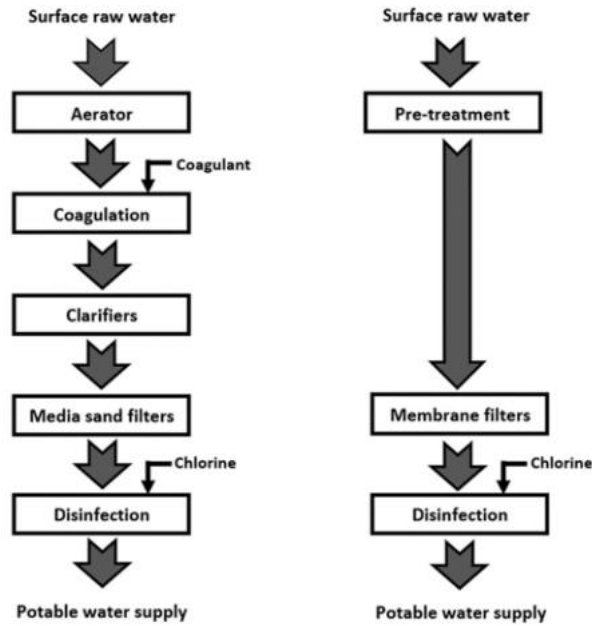 Surface raw water
Aerator
Coagulant
Coagulation
Clarifiers
Media sand filters
Chlorine
Disinfection
Potable water supply
Surface raw water
Pre-treatment
Membrane filters
Chlorine
Disinfection
Potable water supply